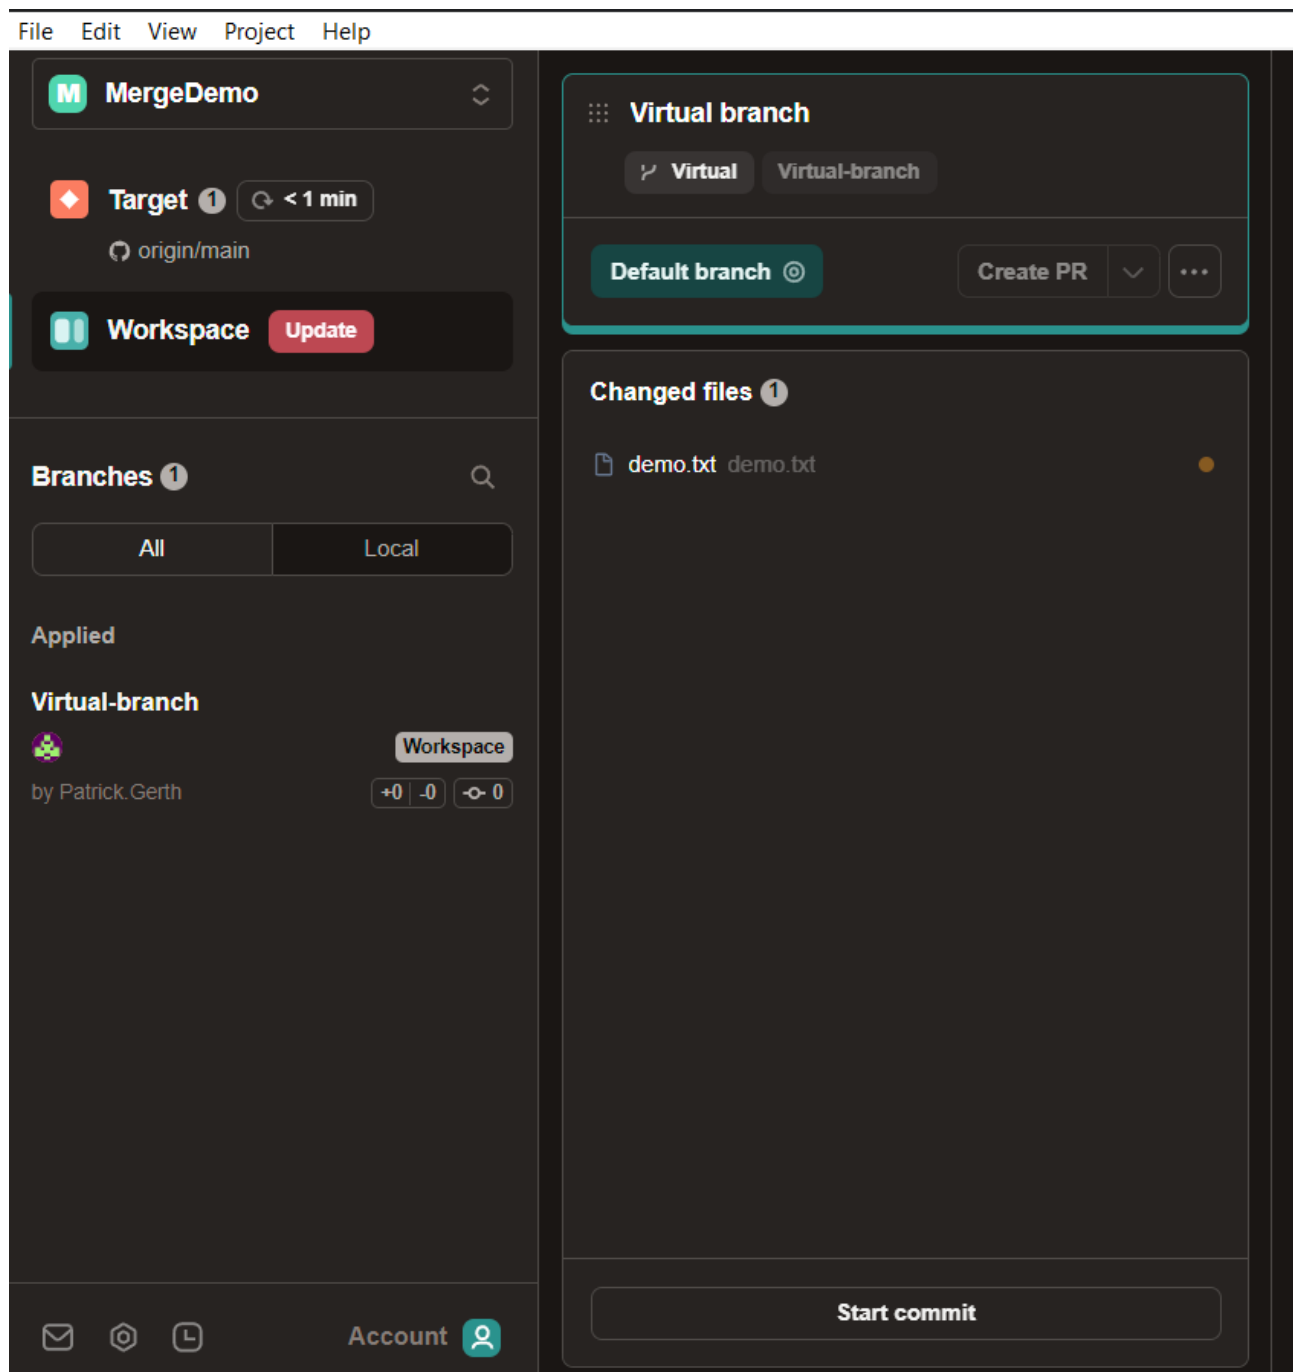 File Edit View Project Help
M MergeDemo
Target 1 < 1 min
origin/main
Workspace Update
Branches 1
All Local
Applied
Virtual-branch
Workspace
by Patrick.Gerth +0 -0 0
Account
Virtual branch
Virtual Virtual-branch
Default branch Create PR
Changed files 1
demo.txt demo.txt
Start commit